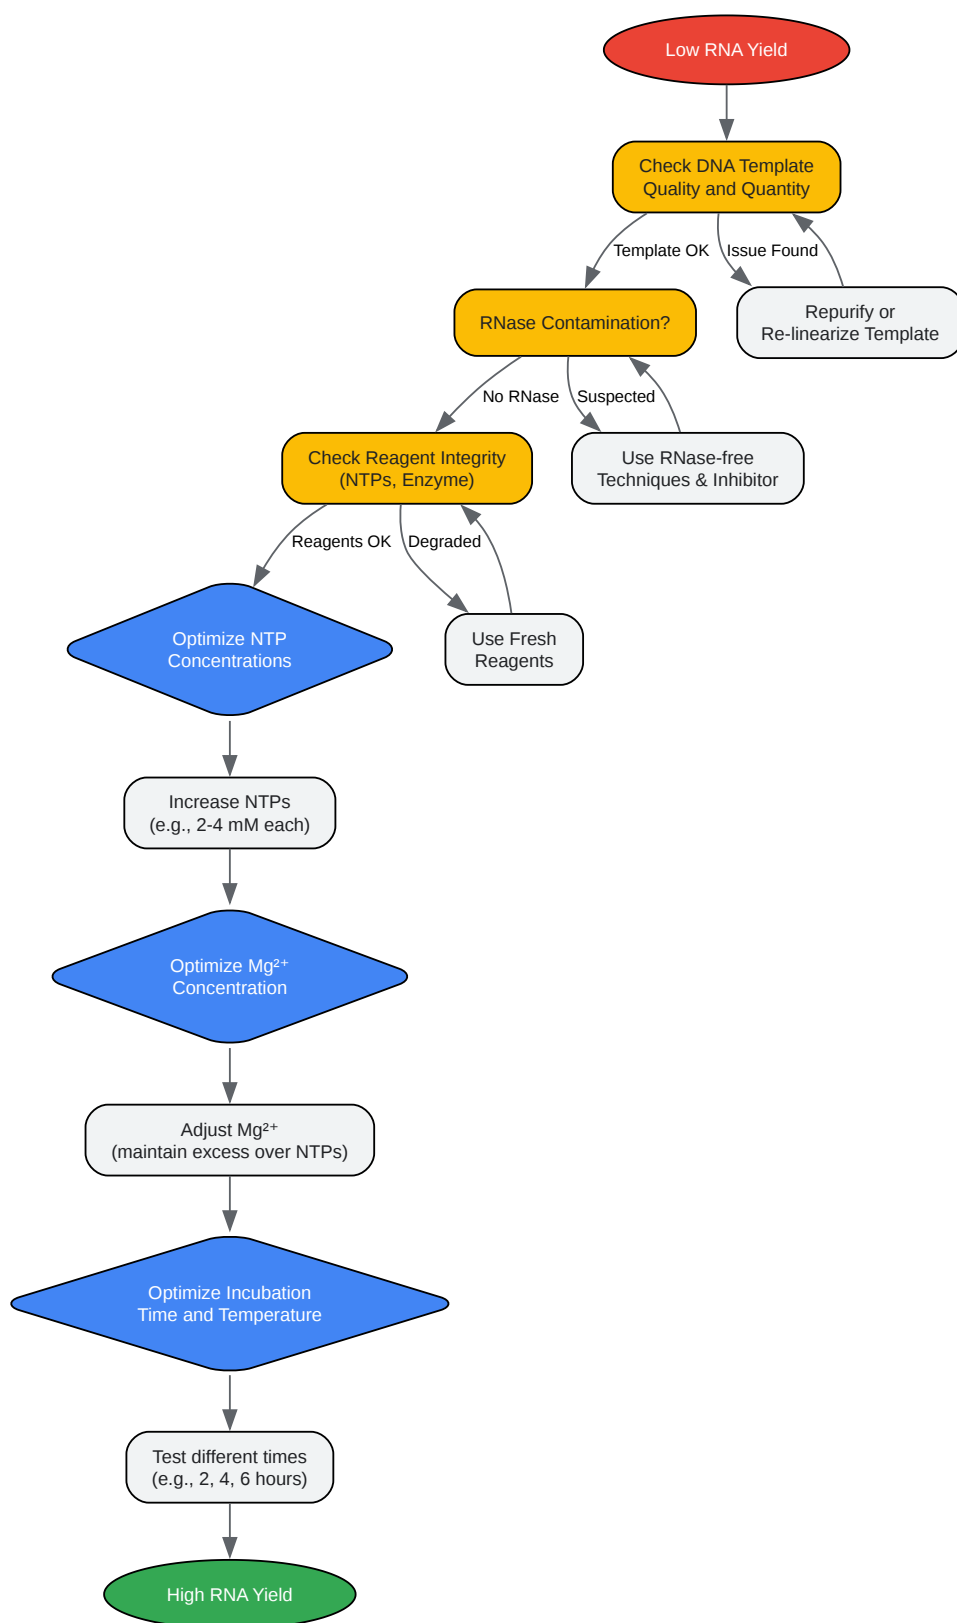 Low RNA Yield
Check DNA Template
Quality and Quantity
Template OK
Issue Found
RNase Contamination?
Repurify or
Re-linearize Template
No RNase
Suspected
Check Reagent Integrity
(NTPs, Enzyme)
Use RNase-free
Techniques & Inhibitor
Reagents OK
Degraded
Optimize NTP
Concentrations
Use Fresh
Reagents
Increase NTPs
(e.g., 2-4 mM each)
Optimize Mg²⁺
Concentration
Adjust Mg²⁺
(maintain excess over NTPs)
Optimize Incubation
Time and Temperature
Test different times
(e.g., 2, 4, 6 hours)
High RNA Yield